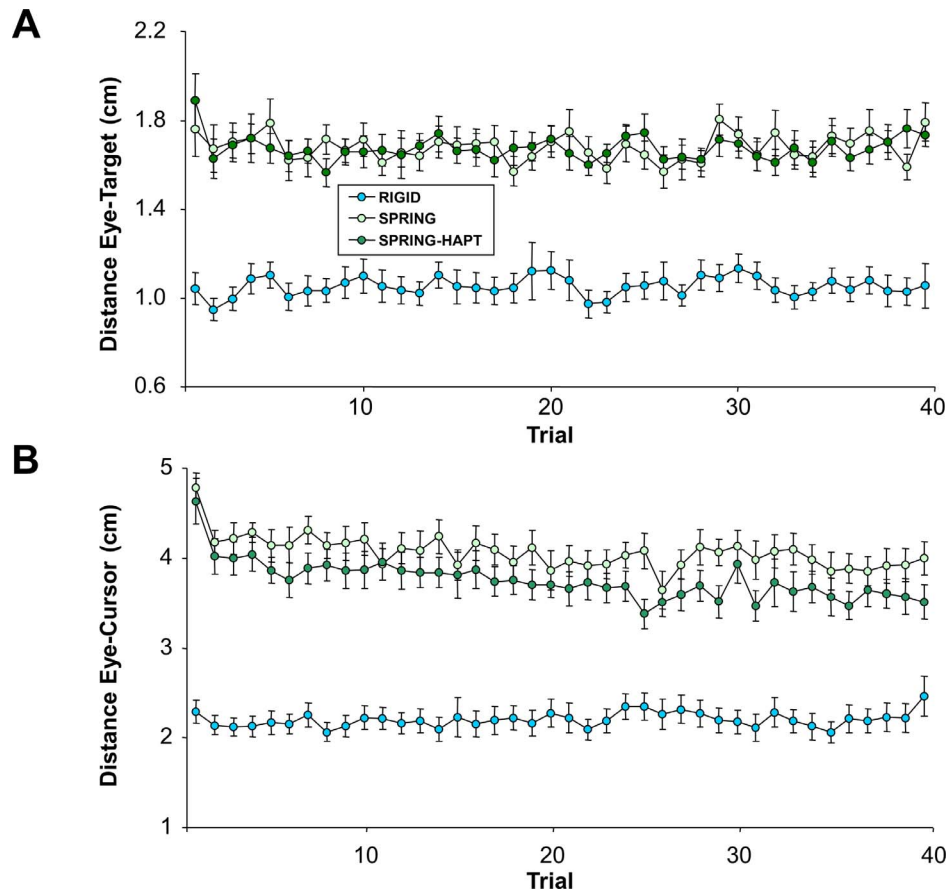 A
Distance Eye-Target (cm)
2.2
1.8
1.4
1.0
0.6
RIGID
SPRING
SPRING-HAPT
10 20 30 40
Trial
B
Distance Eye-Cursor (cm)
5
4
3
2
1
10 20 30 40
Trial